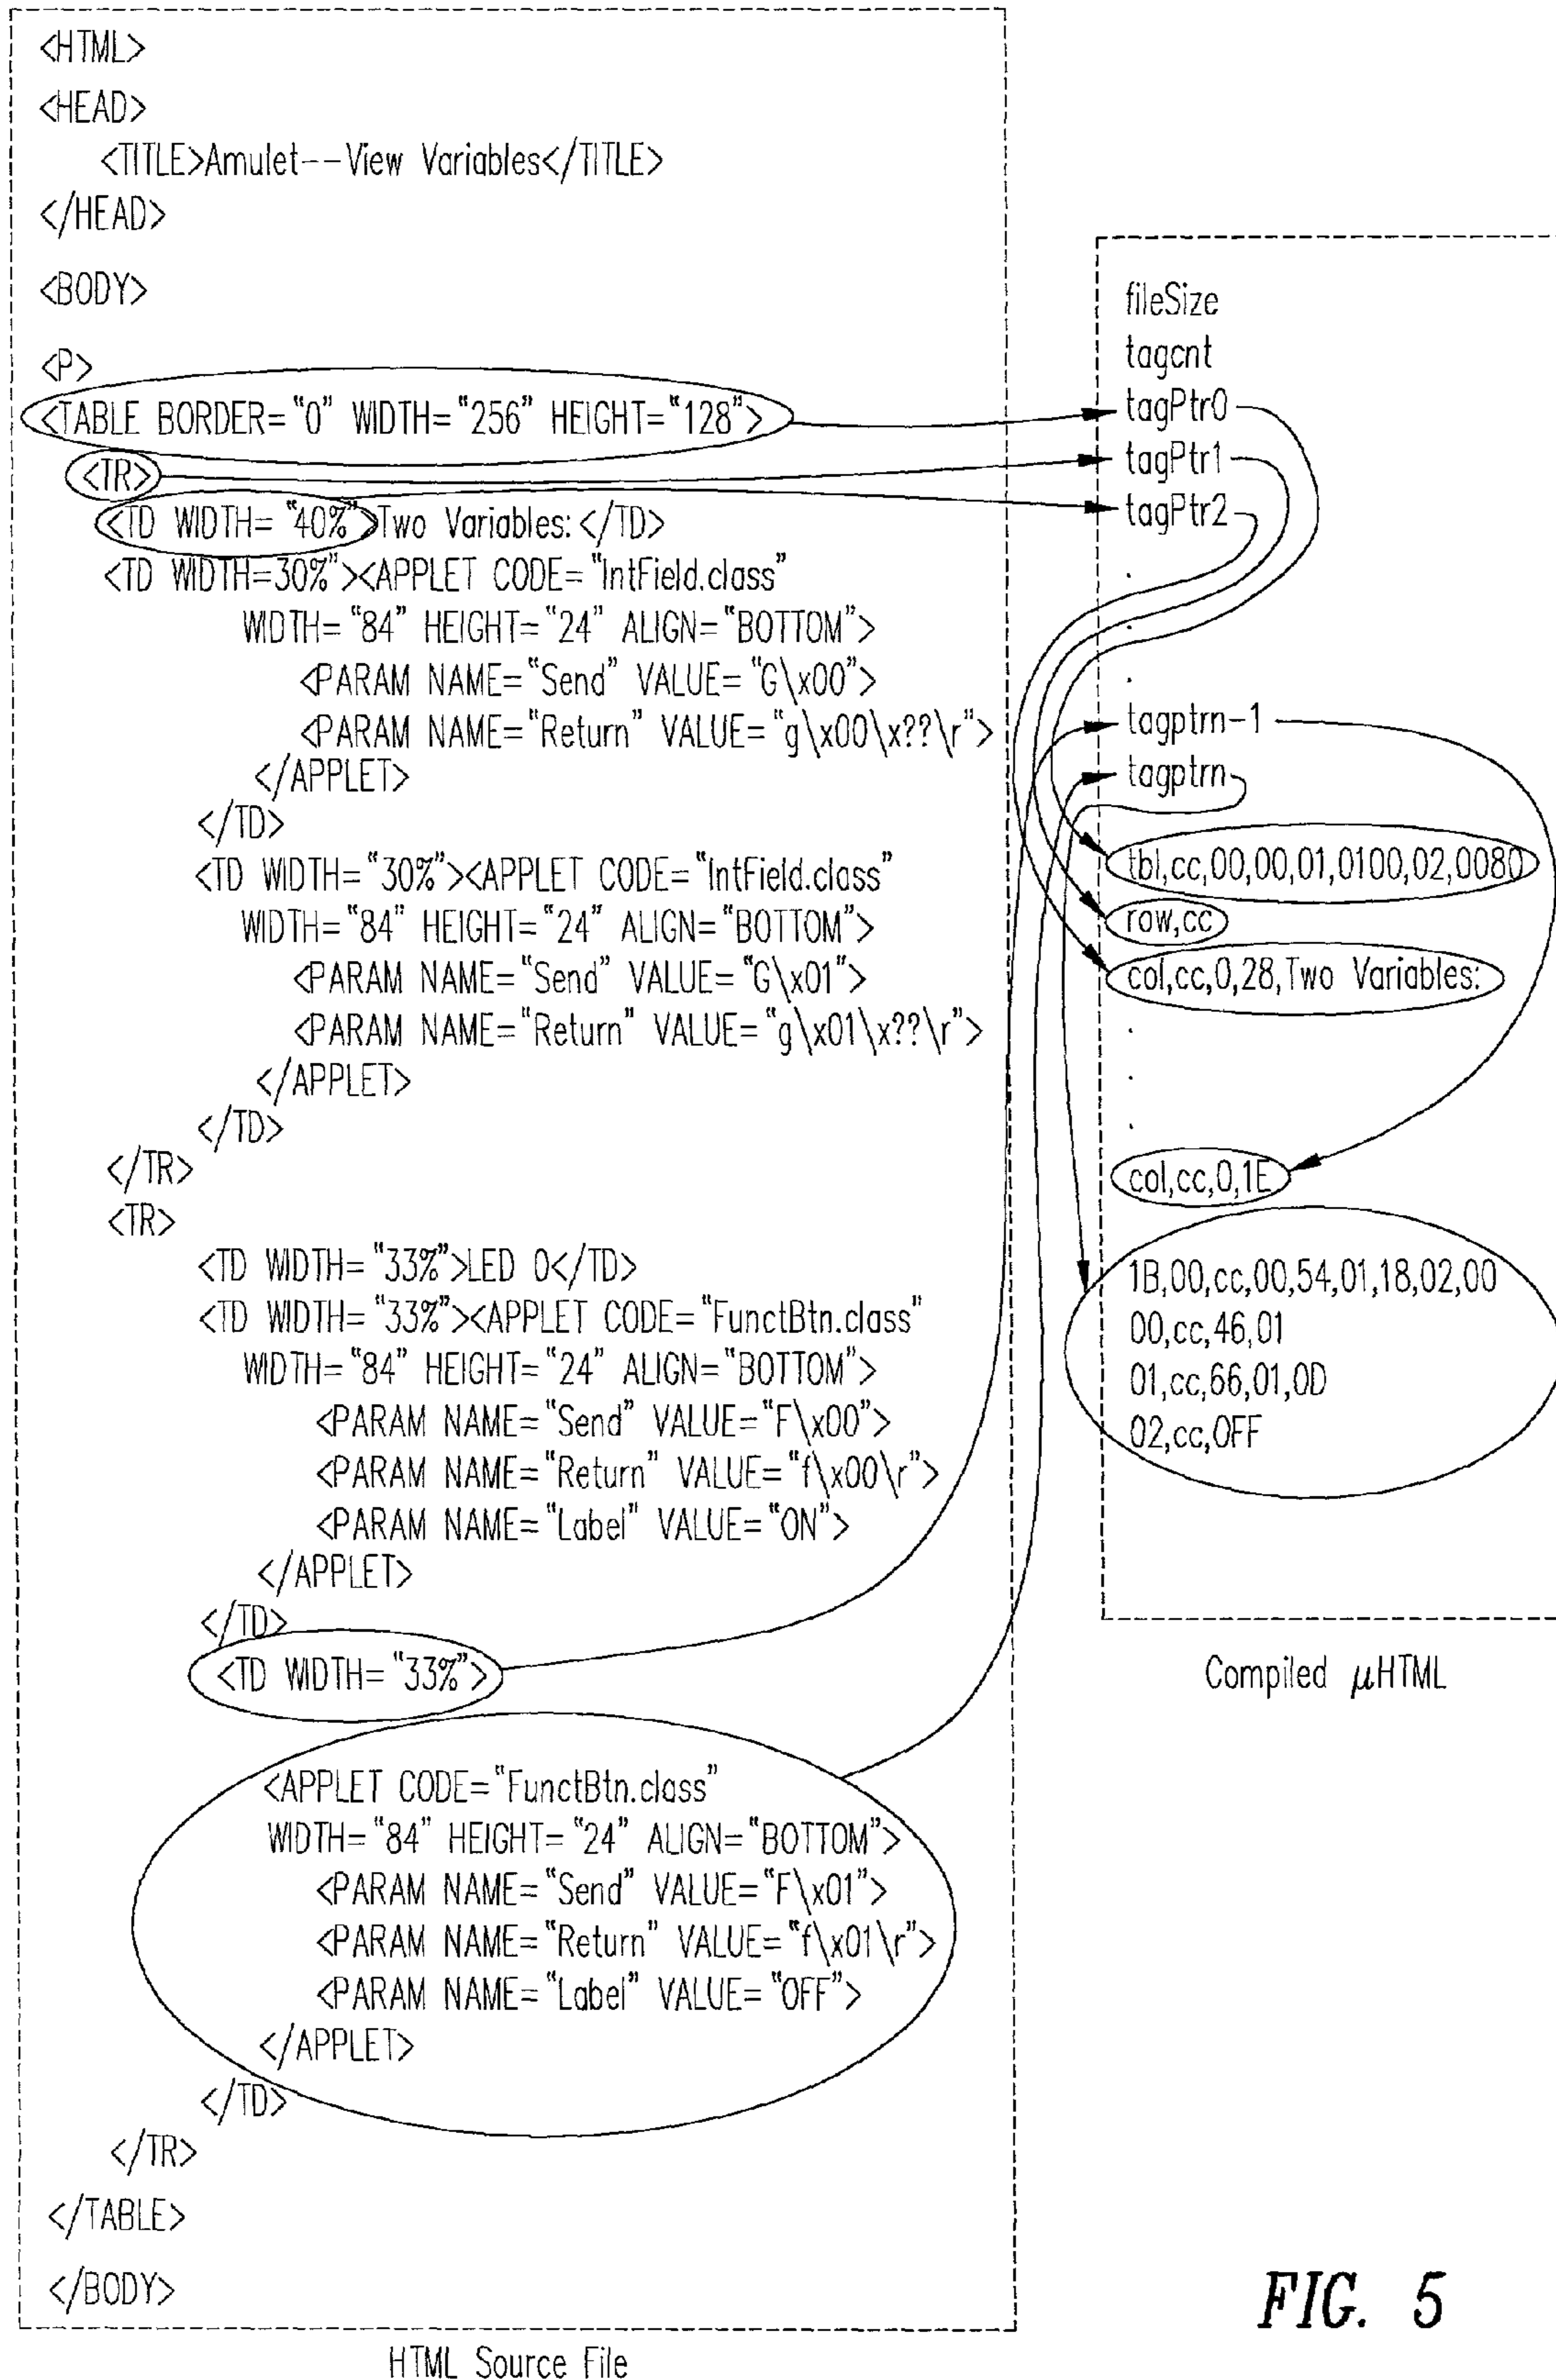 <HTML>
<HEAD>
<TITLE>Amulet--View Variables</TITLE>
</HEAD>
<BODY>
<P>
<TABLE BORDER="0" WIDTH="256" HEIGHT="128">
<TR>
<TD WIDTH="40%">Two Variables:</TD>
<TD WIDTH=30%"><APPLET CODE="IntField.class"
WIDTH="84" HEIGHT="24" ALIGN="BOTTOM">
<PARAM NAME="Send" VALUE="G\x00">
<PARAM NAME="Return" VALUE="g\x00\x??\r">
</APPLET>
</TD>
<TD WIDTH="30%"><APPLET CODE="IntField.class"
WIDTH="84" HEIGHT="24" ALIGN="BOTTOM">
<PARAM NAME="Send" VALUE="G\x01">
<PARAM NAME="Return" VALUE="g\x01\x??\r">
</APPLET>
</TD>
</TR>
<TR>
<TD WIDTH="33%">LED 0</TD>
<TD WIDTH="33%"><APPLET CODE="FunctBtn.class"
WIDTH="84" HEIGHT="24" ALIGN="BOTTOM">
<PARAM NAME="Send" VALUE="F\x00">
<PARAM NAME="Return" VALUE="f\x00\r">
<PARAM NAME="Label" VALUE="ON">
</APPLET>
</TD>
<TD WIDTH="33%">
<APPLET CODE="FunctBtn.class"
WIDTH="84" HEIGHT="24" ALIGN="BOTTOM">
<PARAM NAME="Send" VALUE="F\x01">
<PARAM NAME="Return" VALUE="f\x01\r">
<PARAM NAME="Label" VALUE="OFF">
</APPLET>
</TD>
</TR>
</TABLE>
</BODY>
HTML Source File
fileSize
tagcnt
tagPtr0
tagPtr1
tagPtr2
.
.
.
tagptrn-1
tagptrn
tbl,cc,00,00,01,0100,02,0080
row,cc
col,cc,0,28,Two Variables:
.
.
.
col,cc,0,1E
1B,00,cc,00,54,01,18,02,00
00,cc,46,01
01,cc,66,01,0D
02,cc,OFF
Compiled μHTML
FIG. 5